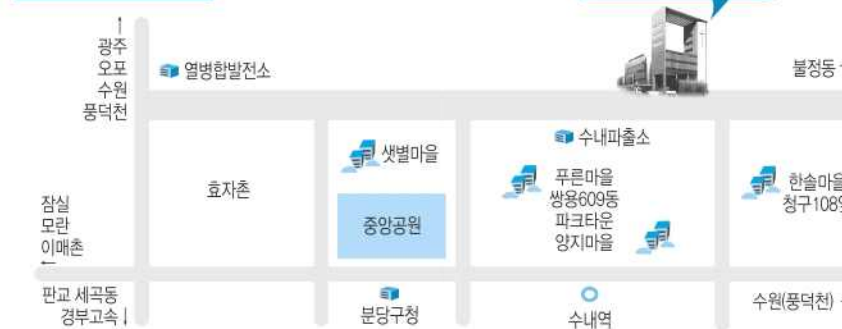 광주
오포
수원
풍덕천
열병합발전소
불정동
샛별마을
수내파출소
효자촌
푸른마을
쌍용609동
파크타운
양지마을
한솔마을
청구108
중앙공원
잠실
모란
이매촌
판교 세곡동
경부고속
분당구청
수내역
수원(풍덕천)